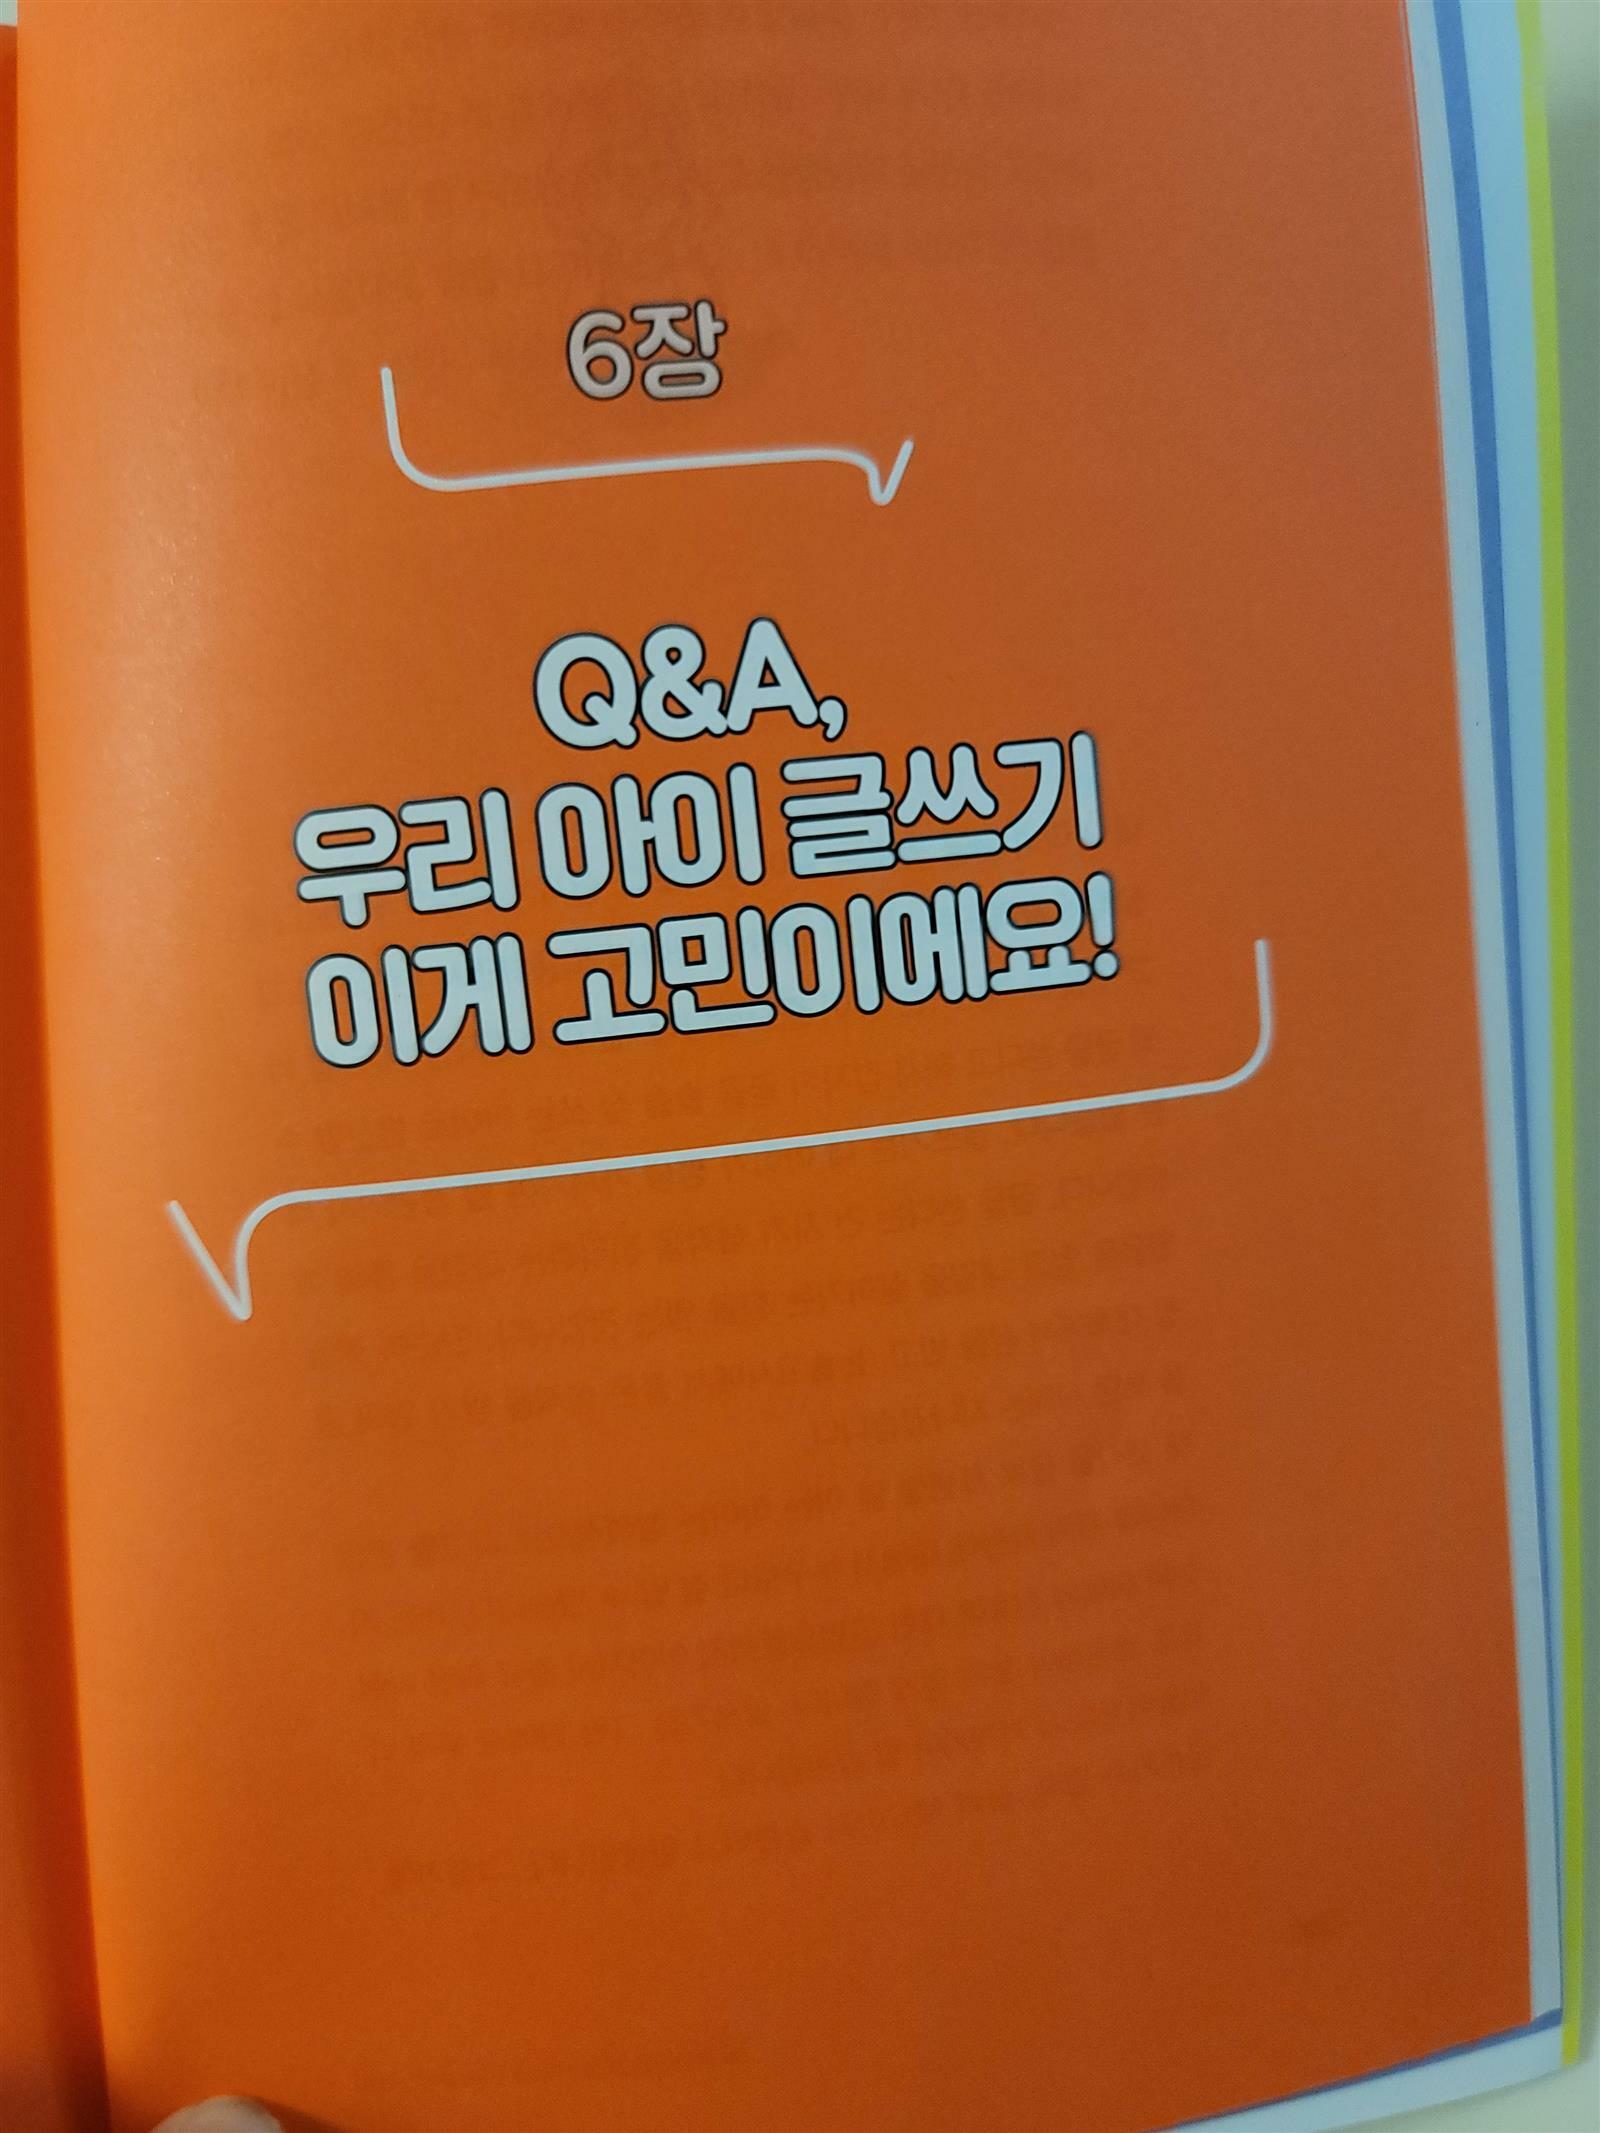 6장
Q&A,
우리 아이 글쓰기
이게 고민이에요!